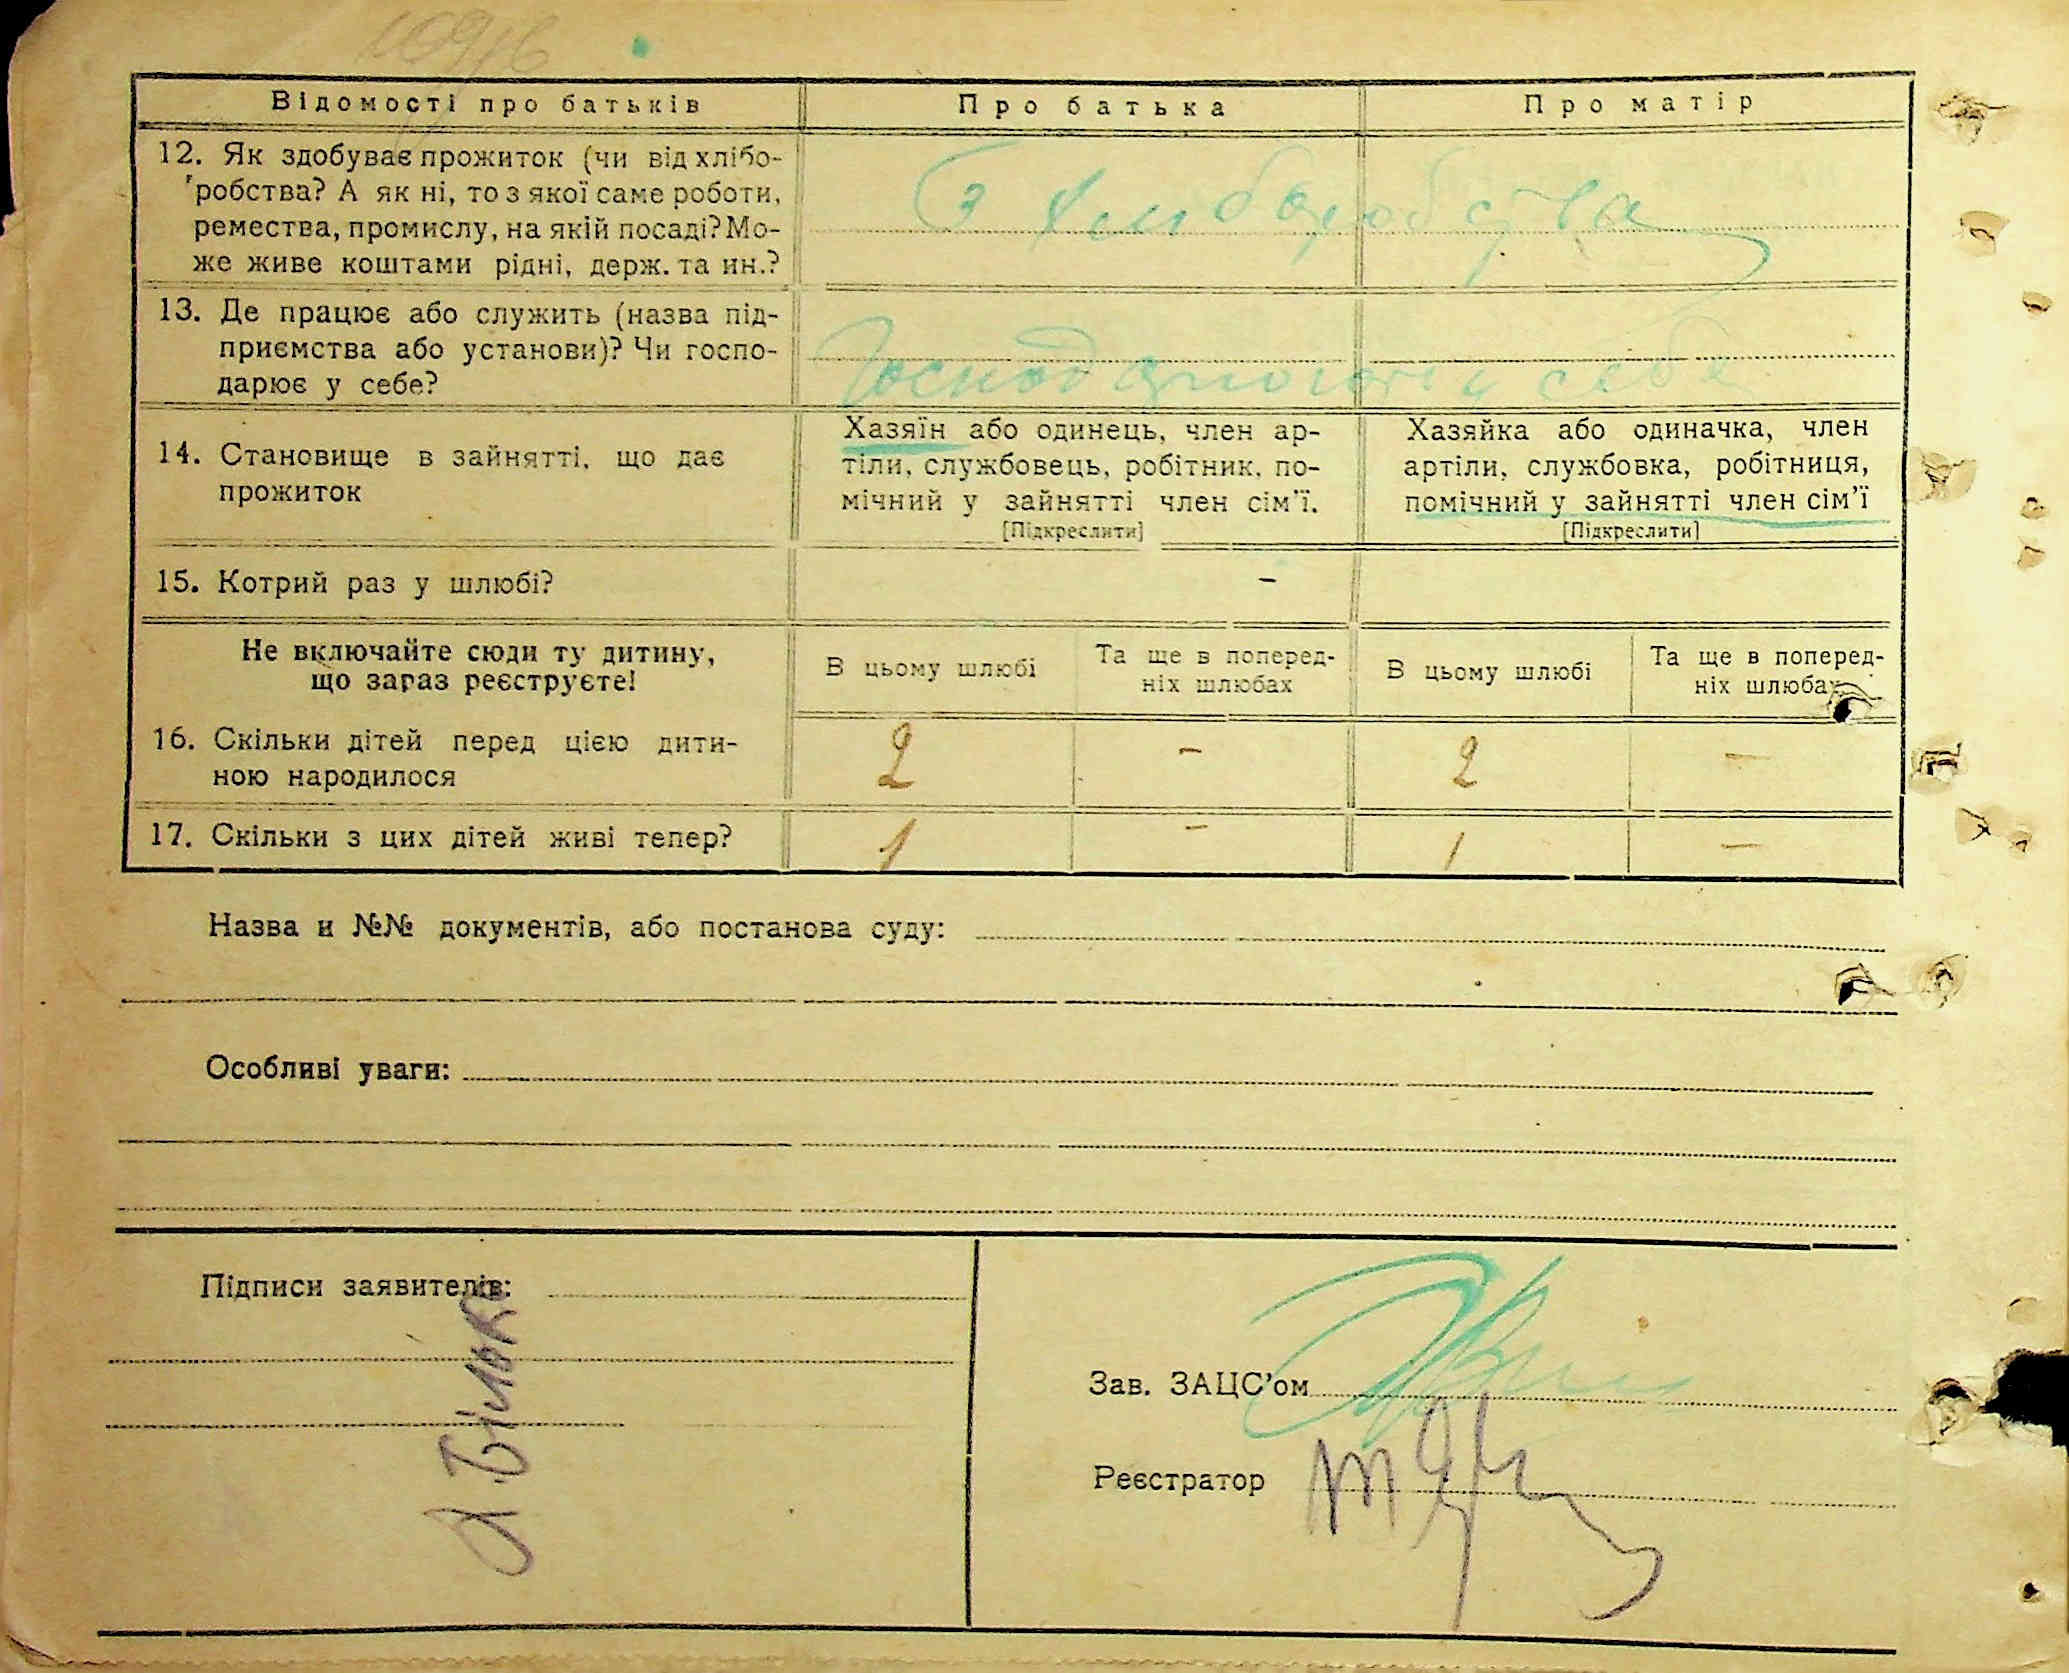 Відомості про батьків
Про батька
Про матір
12. Як здобуває прожиток (чи від хлібо-
робства? А як ні, то з якої саме роботи,
ремества, промислу, на якій посаді? Мо-
же живе коштами рідні, держ. та ин.?
З хлиборобства
13. Де працює або служить (назва під-
приємства або установи)? Чи госпо-
дарює у себе?
у себе
14. Становище в зайнятті, що дає
прожиток
Хазяїн або одинець, член ар-
тіли, службовець, робітник, по-
мічний у зайнятті член сім'ї.
[Підкреслити]
Хазяйка або одиначка, член
артіли, службовка, робітниця,
помічний у зайнятті член сім'ї
[Підкреслити]
15. Котрий раз у шлюбі?
-
Не включайте сюди ту дитину,
що зараз реєструєте!
В цьому шлюбі
Та ще в поперед-
ніх шлюбах
В цьому шлюбі
Та ще в поперед-
ніх шлюбах
16. Скільки дітей перед цією дити-
ною народилося
2
-
2
-
17. Скільки з цих дітей живі тепер?
1
-
1
-
Назва и №№ документів, або постанова суду:
Особливі уваги:
Підписи заявителів:
Зав. ЗАЦС'ом
Реєстратор